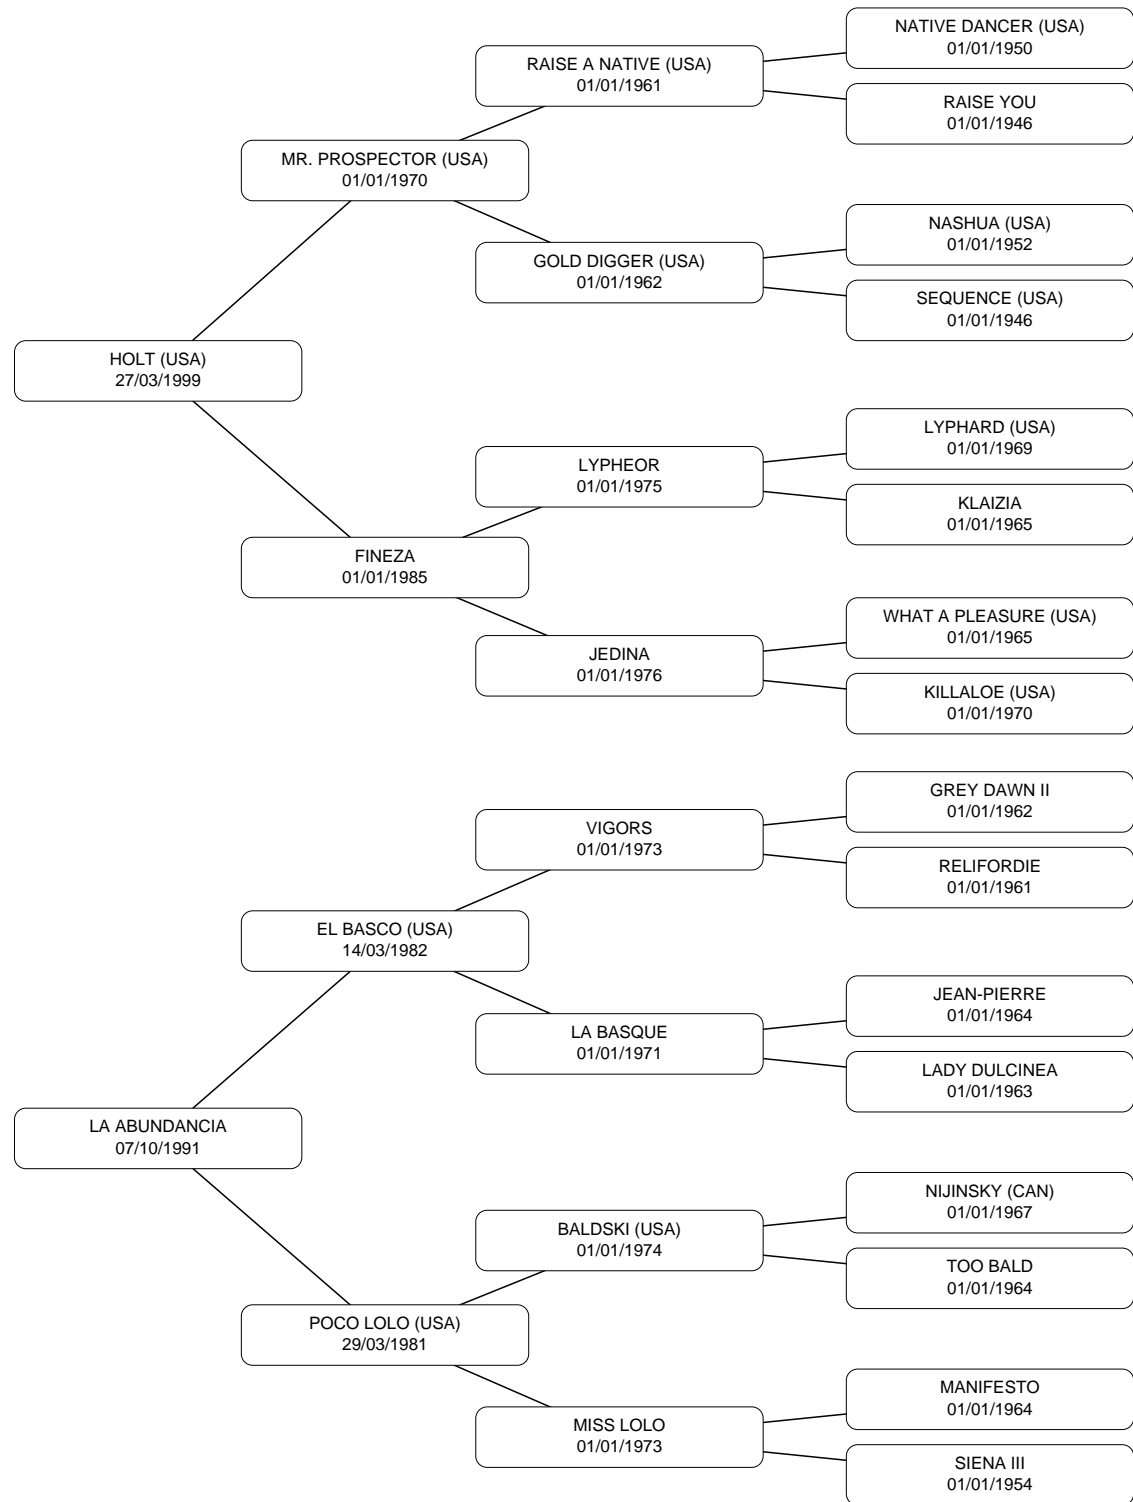 NATIVE DANCER (USA)
01/01/1950
RAISE A NATIVE (USA)
01/01/1961
RAISE YOU
01/01/1946
MR. PROSPECTOR (USA)
01/01/1970
NASHUA (USA)
01/01/1952
GOLD DIGGER (USA)
01/01/1962
SEQUENCE (USA)
01/01/1946
HOLT (USA)
27/03/1999
LYPHARD (USA)
01/01/1969
LYPHEOR
01/01/1975
KLAIZIA
01/01/1965
FINEZA
01/01/1985
WHAT A PLEASURE (USA)
01/01/1965
JEDINA
01/01/1976
KILLALOE (USA)
01/01/1970
GREY DAWN II
01/01/1962
VIGORS
01/01/1973
RELIFORDIE
01/01/1961
EL BASCO (USA)
14/03/1982
JEAN-PIERRE
01/01/1964
LA BASQUE
01/01/1971
LADY DULCINEA
01/01/1963
LA ABUNDANCIA
07/10/1991
NIJINSKY (CAN)
01/01/1967
BALDSKI (USA)
01/01/1974
TOO BALD
01/01/1964
POCO LOLO (USA)
29/03/1981
MANIFESTO
01/01/1964
MISS LOLO
01/01/1973
SIENA III
01/01/1954